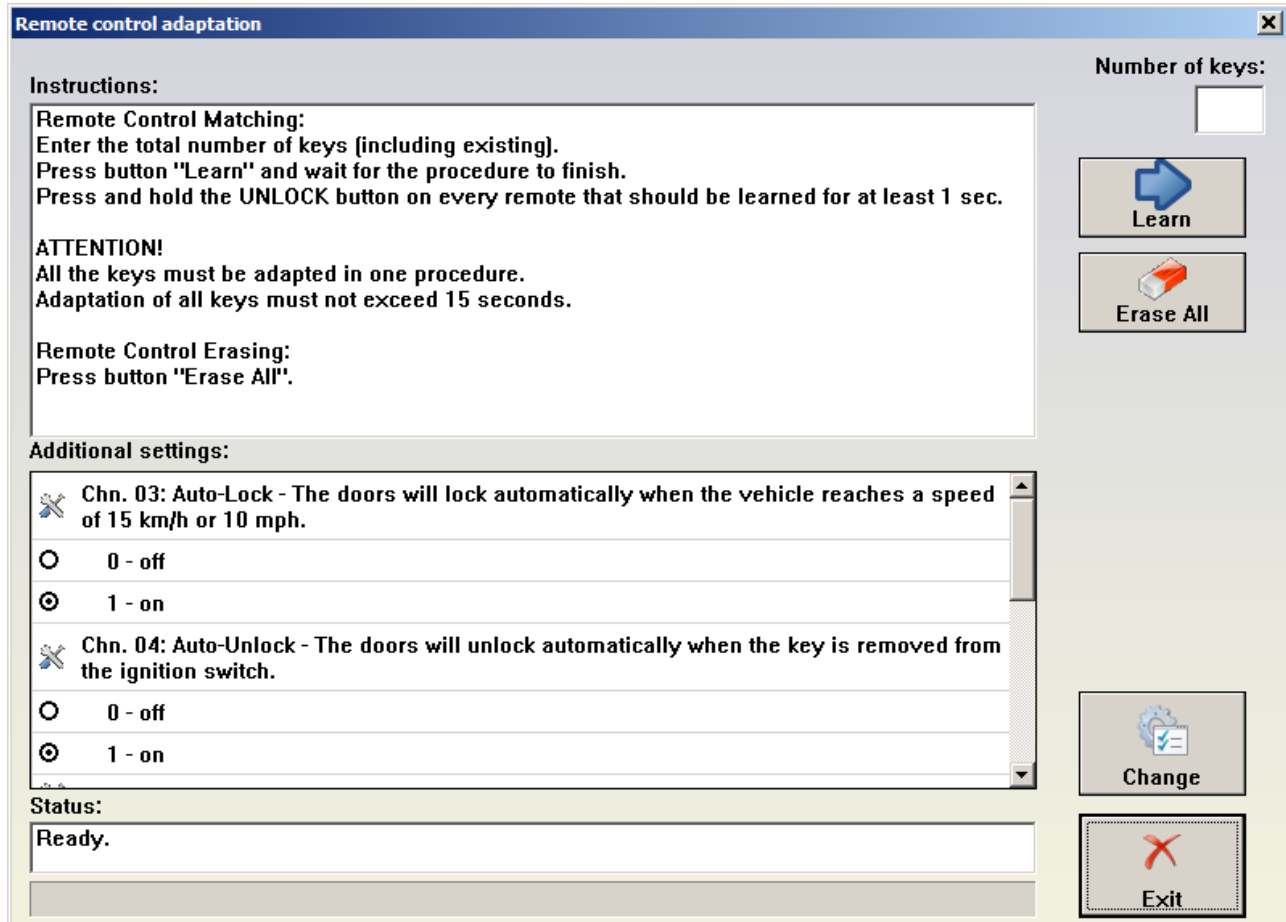 Remote control adaptation
Number of keys:
Instructions:
Remote Control Matching:
Enter the total number of keys (including existing).
Press button "Learn" and wait for the procedure to finish.
Press and hold the UNLOCK button on every remote that should be learned for at least 1 sec.
ATTENTION!
All the keys must be adapted in one procedure.
Adaptation of all keys must not exceed 15 seconds.
Remote Control Erasing:
Press button "Erase All".
Learn
Erase All
Additional settings:
Chn. 03: Auto-Lock - The doors will lock automatically when the vehicle reaches a speed
of 15 km/h or 10 mph.
0 - off
1 - on
Chn. 04: Auto-Unlock - The doors will unlock automatically when the key is removed from
the ignition switch.
0 - off
1 - on
Change
Status:
Ready.
Exit